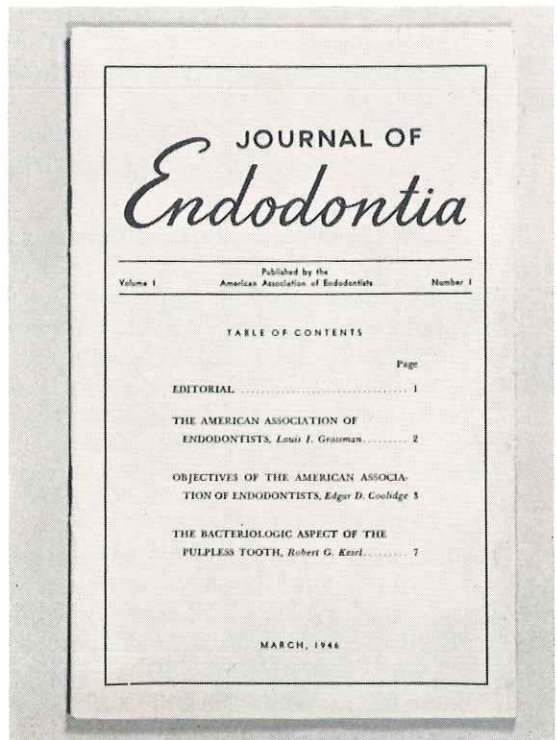 JOURNAL OF
Endodontia
Published by the
Volume 1 American Association of Endodontists Number 1
TABLE OF CONTENTS
Page
EDITORIAL ................................... 1
THE AMERICAN ASSOCIATION OF
ENDODONTISTS, Louis I. Grossman.......... 2
OBJECTIVES OF THE AMERICAN ASSOCIA-
TION OF ENDODONTISTS, Edgar D. Coolidge 3
THE BACTERIOLOGIC ASPECT OF THE
PULPLESS TOOTH, Robert G. Kesel.......... 7
MARCH, 1946